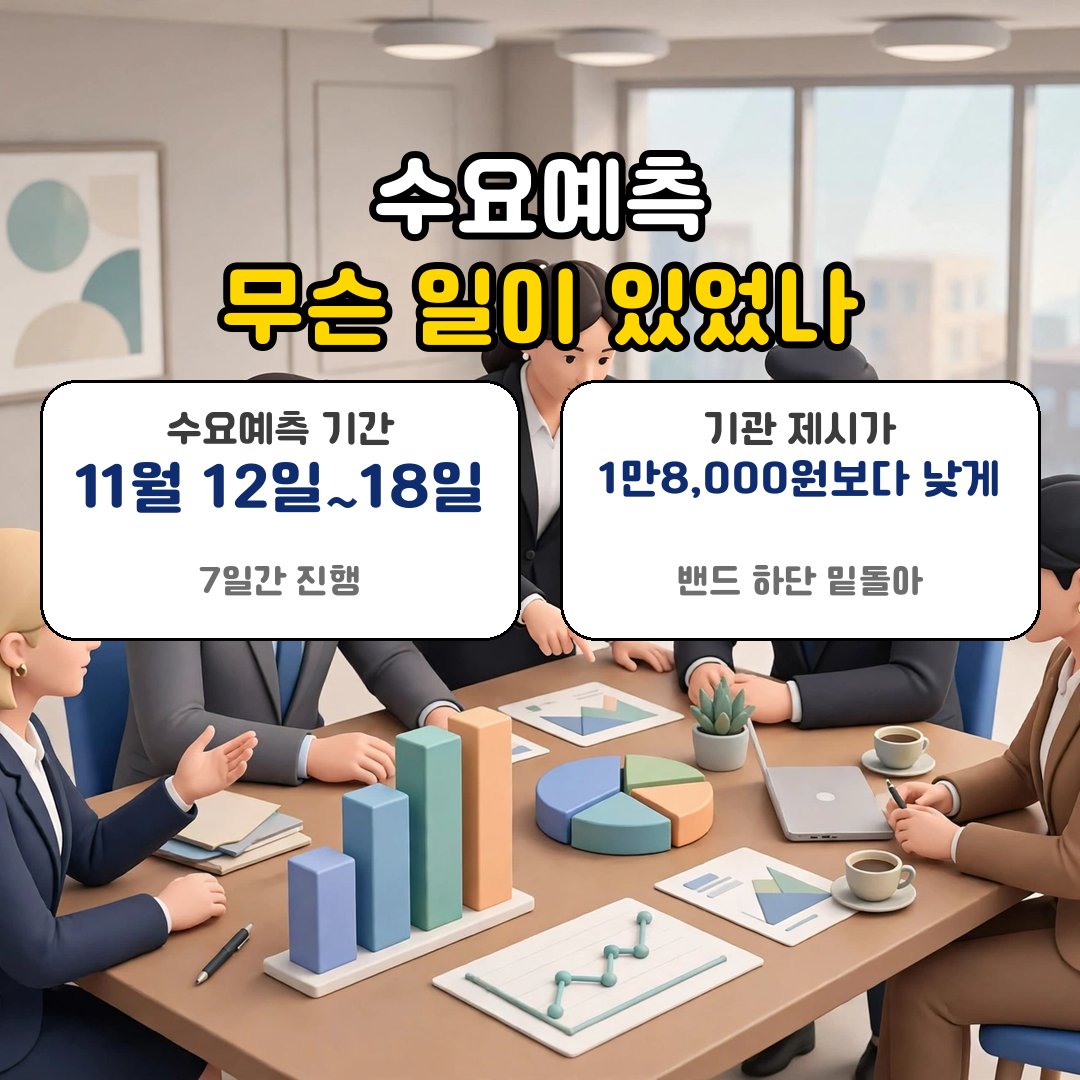 수요예측
무슨 일이 있었나
수요예측 기간
11월 12일~18일
7일간 진행
기관 제시가
1만8,000원보다 낮게
밴드 하단 밑돌아